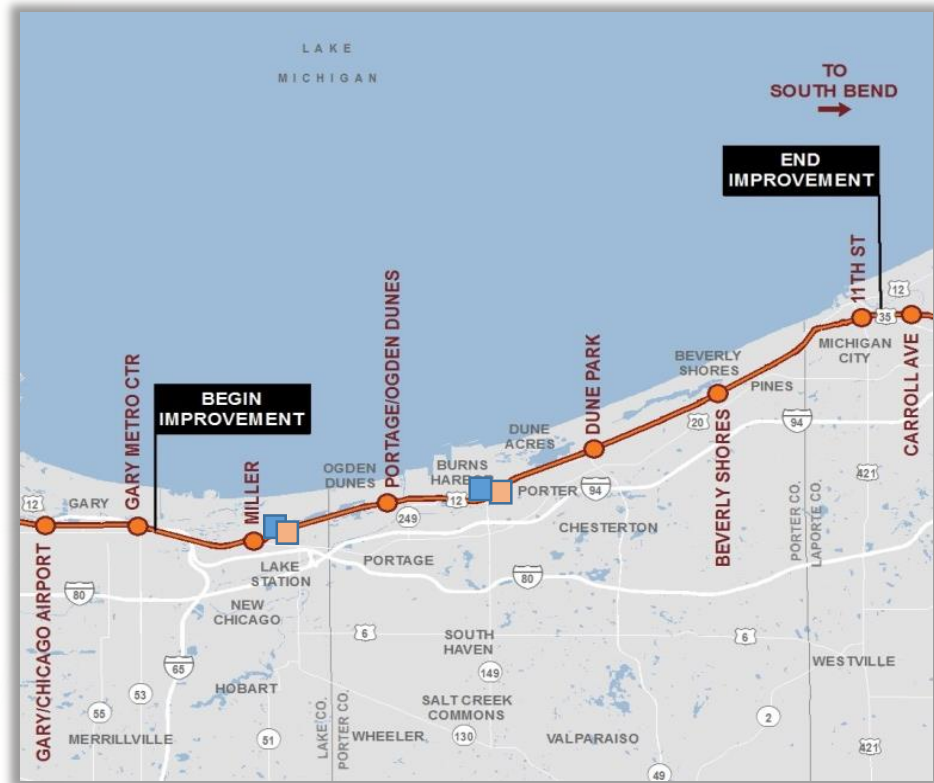 LAKE
MICHIGAN
TO
SOUTH BEND
END
IMPROVEMENT
11TH ST
12
35
MICHIGAN
CITY
CARROLL AVE
BEVERLY
SHORES
PINES
BEVERLY SHORES
20
94
421
PORTER CO.
LAPORTE CO.
DUNE PARK
DUNE
ACRES
PORTAGE/OGDEN DUNES
BEGIN
IMPROVEMENT
GARY METRO CTR
MILLER
OGDEN
DUNES
BURNS
12
PORTER
94
249
CHESTERTON
12
GARY
GARY/CHICAGO AIRPORT
LAKE
STATION
PORTAGE
80
80
NEW
CHICAGO
6
SOUTH
HAVEN
6
149
WESTVILLE
65
HOBART
53
55
SALT CREEK
COMMONS
2
MERRILLVILLE
51
LAKE CO.
PORTER CO.
WHEELER
130
VALPARAISO
421
49